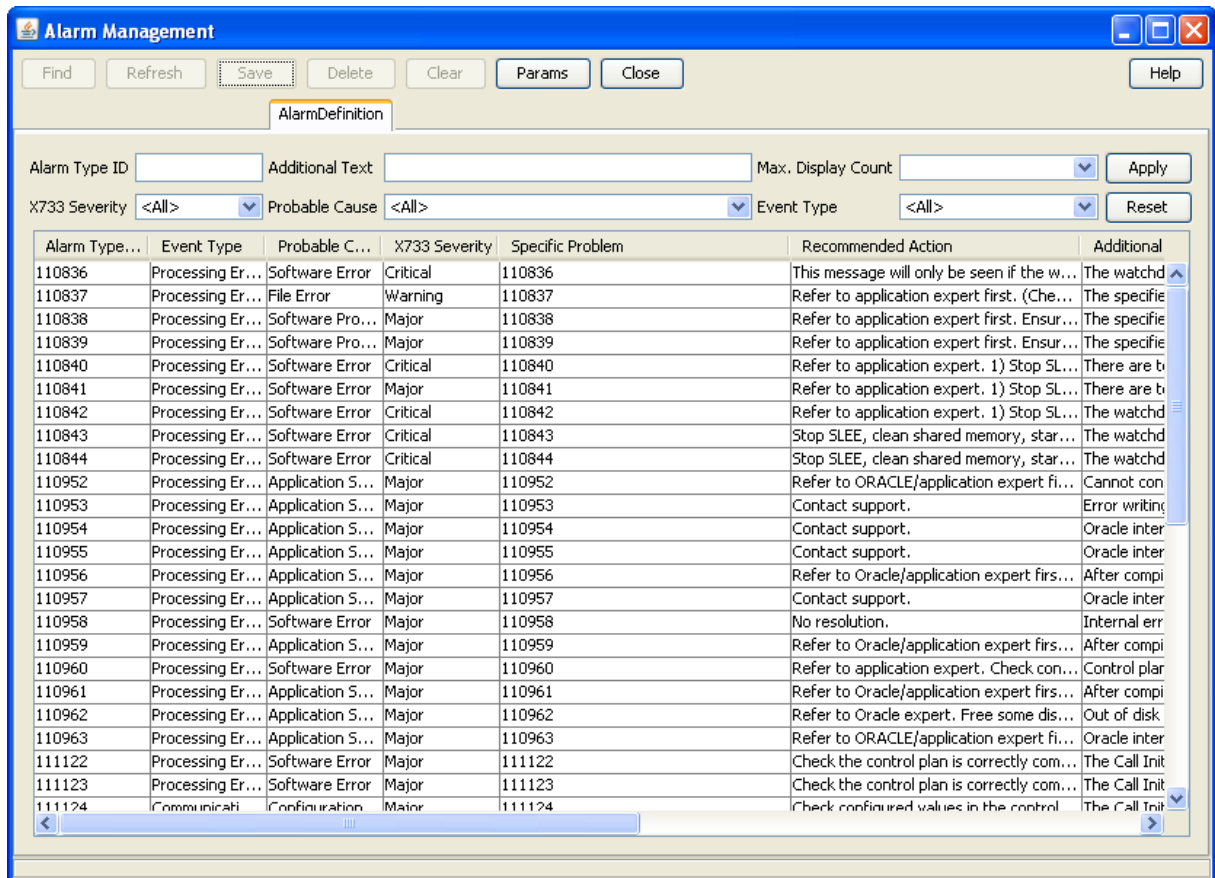 Alarm Management
Find Refresh Save Delete Clear Params Close Help
AlarmDefinition
Alarm Type ID Additional Text Max. Display Count Apply
X733 Severity <All> Probable Cause <All> Event Type <All> Reset
Alarm Type... Event Type Probable C... X733 Severity Specific Problem Recommended Action Additional
110836 Processing Er... Software Error Critical 110836 This message will only be seen if the w... The watchd
110837 Processing Er... File Error Warning 110837 Refer to application expert first. (Che... The specifie
110838 Processing Er... Software Pro... Major 110838 Refer to application expert first. Ensur... The specifie
110839 Processing Er... Software Pro... Major 110839 Refer to application expert first. Ensur... The specifie
110840 Processing Er... Software Error Critical 110840 Refer to application expert. 1) Stop SL... There are t
110841 Processing Er... Software Error Major 110841 Refer to application expert. 1) Stop SL... There are t
110842 Processing Er... Software Error Critical 110842 Refer to application expert. 1) Stop SL... The watchd
110843 Processing Er... Software Error Critical 110843 Stop SLEE, clean shared memory, star... The watchd
110844 Processing Er... Software Error Critical 110844 Stop SLEE, clean shared memory, star... The watchd
110952 Processing Er... Application S... Major 110952 Refer to ORACLE/application expert fi... Cannot con
110953 Processing Er... Application S... Major 110953 Contact support. Error writing
110954 Processing Er... Application S... Major 110954 Contact support. Oracle inter
110955 Processing Er... Application S... Major 110955 Contact support. Oracle inter
110956 Processing Er... Application S... Major 110956 Refer to Oracle/application expert firs... After compi
110957 Processing Er... Application S... Major 110957 Contact support. Oracle inter
110958 Processing Er... Software Error Major 110958 No resolution. Internal err
110959 Processing Er... Application S... Major 110959 Refer to Oracle/application expert firs... After compi
110960 Processing Er... Software Error Major 110960 Refer to application expert. Check con... Control plan
110961 Processing Er... Application S... Major 110961 Refer to Oracle/application expert firs... After compi
110962 Processing Er... Application S... Major 110962 Refer to Oracle expert. Free some dis... Out of disk
110963 Processing Er... Application S... Major 110963 Refer to ORACLE/application expert fi... Oracle inter
111122 Processing Er... Software Error Major 111122 Check the control plan is correctly com... The Call Init
111123 Processing Er... Software Error Major 111123 Check the control plan is correctly com... The Call Init
111124 Communicati... Configuration... Major 111124 Check configured values in the control... The Call Init